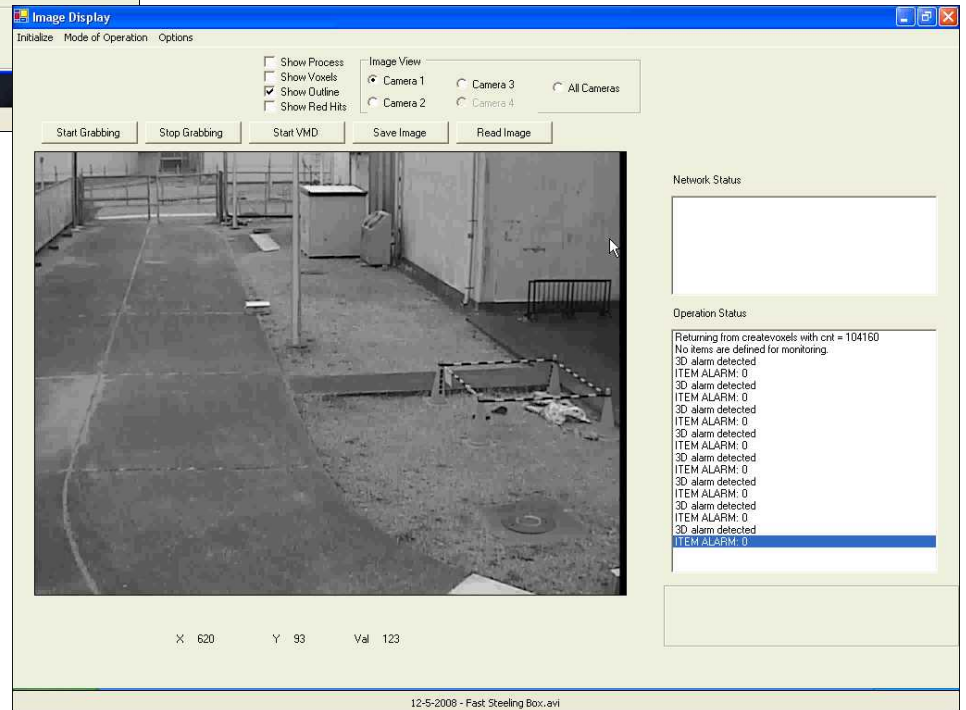 Image Display
Initialize Mode of Operation Options
Show Process
Show Voxels
Show Outline
Show Red Hits
Image View
Camera 1
Camera 2
Camera 3
Camera 4
All Cameras
Start Grabbing Stop Grabbing Start VMD Save Image Read Image
Network Status
Operation Status
Returning from createvoxels with cnt = 104160
No items are defined for monitoring.
3D alarm detected
ITEM ALARM: 0
3D alarm detected
ITEM ALARM: 0
3D alarm detected
ITEM ALARM: 0
3D alarm detected
ITEM ALARM: 0
3D alarm detected
ITEM ALARM: 0
3D alarm detected
ITEM ALARM: 0
3D alarm detected
ITEM ALARM: 0
3D alarm detected
ITEM ALARM: 0
X 620 Y 93 Val 123
12-5-2008 - Fast Steeling Box.avi